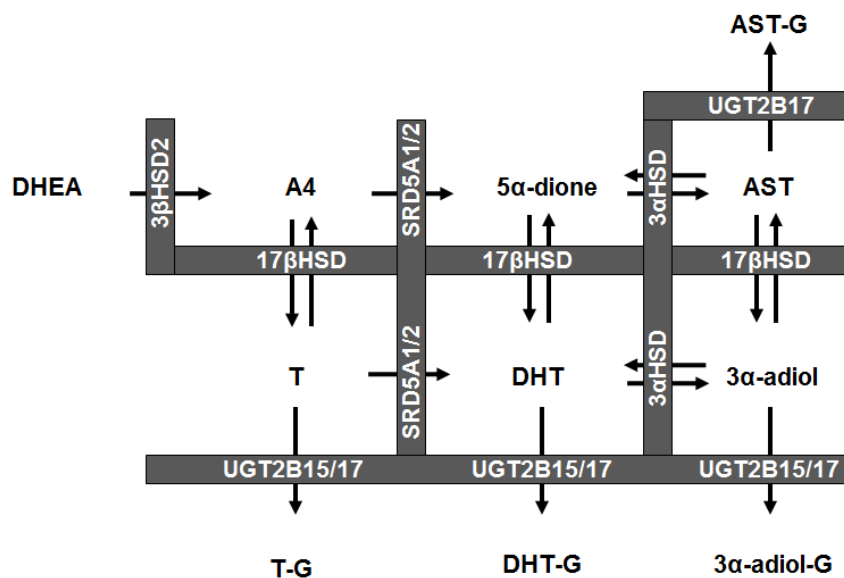 AST-G
UGT2B17
3βHSD2
SRD5A1/2
3αHSD
DHEA
A4
5α-dione
AST
17βHSD
17βHSD
17βHSD
SRD5A1/2
3αHSD
T
DHT
3α-adiol
UGT2B15/17
UGT2B15/17
UGT2B15/17
T-G
DHT-G
3α-adiol-G